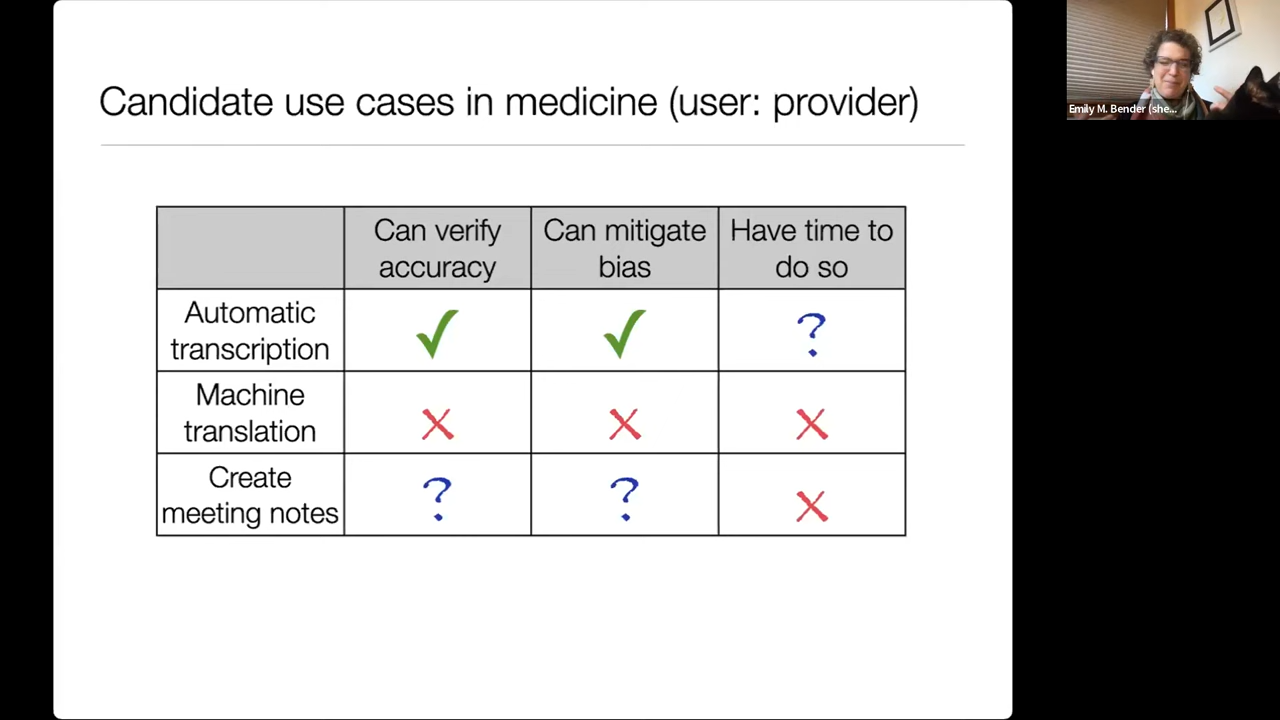 Candidate use cases in medicine (user: provider)
Can verify
accuracy
Can mitigate
bias
Have time to
do so
Automatic
transcription
✓ ✓ ?
Machine
translation
✗ ✗ ✗
Create
meeting notes
? ? ✗
Emily M. Bender (she...